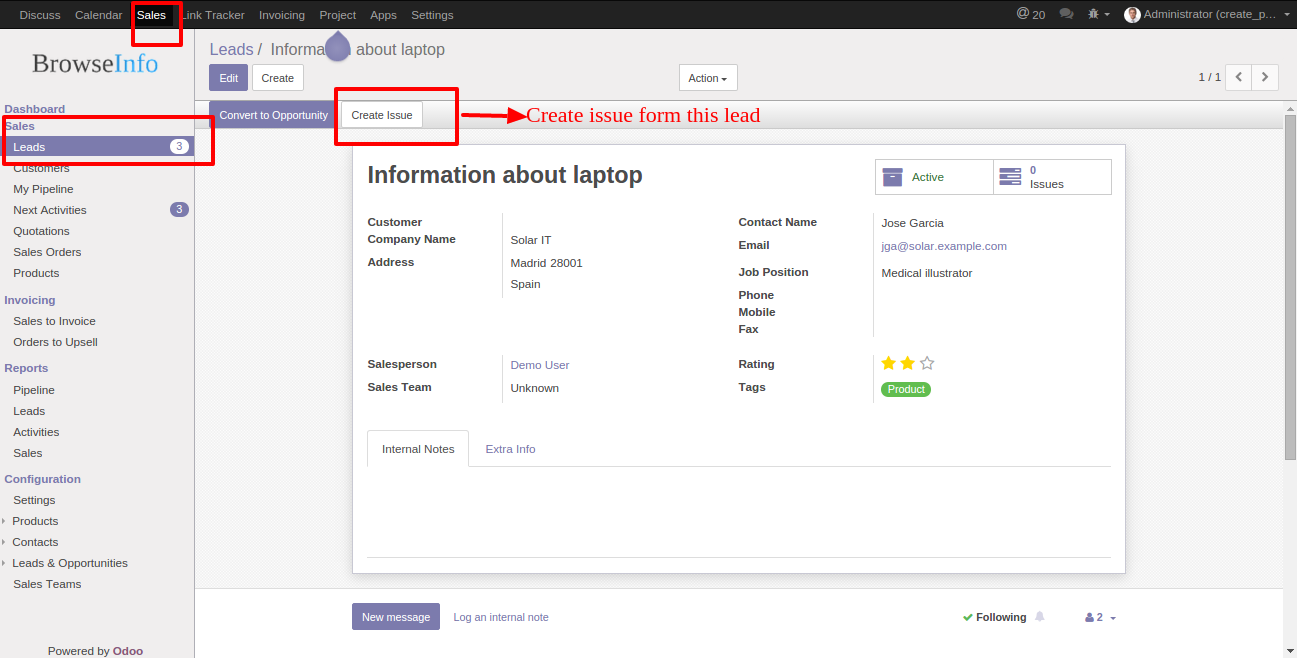 Discuss Calendar Sales Link Tracker Invoicing Project Apps Settings @ 20 Administrator (create_p...
BrowseInfo
Leads / Information about laptop
Edit Create Action 1 / 1
Dashboard
Sales
Leads 3
Customers
My Pipeline
Next Activities 3
Quotations
Sales Orders
Products
Invoicing
Sales to Invoice
Orders to Upsell
Reports
Pipeline
Leads
Activities
Sales
Configuration
Settings
Products
Contacts
Leads & Opportunities
Sales Teams
Powered by Odoo
Convert to Opportunity Create Issue Create issue form this lead
Information about laptop
Active
0
Issues
Customer
Company Name Solar IT
Address Madrid 28001
Spain
Contact Name Jose Garcia
Email jga@solar.example.com
Job Position Medical illustrator
Phone
Mobile
Fax
Salesperson Demo User
Sales Team Unknown
Rating
Tags Product
Internal Notes Extra Info
New message Log an internal note Following 2